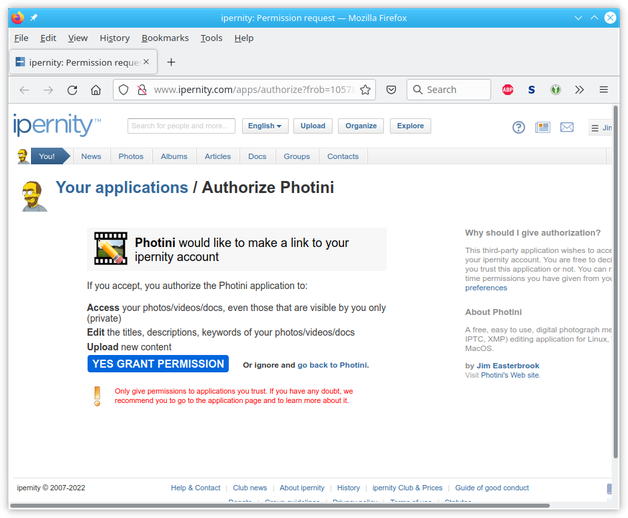 ipernity: Permission request — Mozilla Firefox
File Edit View History Bookmarks Tools Help
ipernity: Permission reque
www.ipernity.com/apps/authorize?frob=1057
Search
ABP S
ipernity™
Search for people and more...
English Upload Organize Explore
Jim
You! News Photos Albums Articles Docs Groups Contacts
Your applications / Authorize Photini
Photini would like to make a link to your
ipernity account
If you accept, you authorize the Photini application to:
Access your photos/videos/docs, even those that are visible by you only
(private)
Edit the titles, descriptions, keywords of your photos/videos/docs
Upload new content
YES GRANT PERMISSION
Or ignore and go back to Photini.
Only give permissions to applications you trust. If you have any doubt, we
recommend you to go to the application page and to learn more about it.
Why should I give authorization?
This third-party application wishes to acce
your ipernity account. You are free to deci
you trust this application or not. You can r
time permissions you have given from you
preferences
About Photini
A free, easy to use, digital photograph me
IPTC, XMP) editing application for Linux,
MacOS.
by Jim Easterbrook
Visit Photini's Web site.
ipernity © 2007-2022
Help & Contact | Club news | About ipernity | History | ipernity Club & Prices | Guide of good conduct